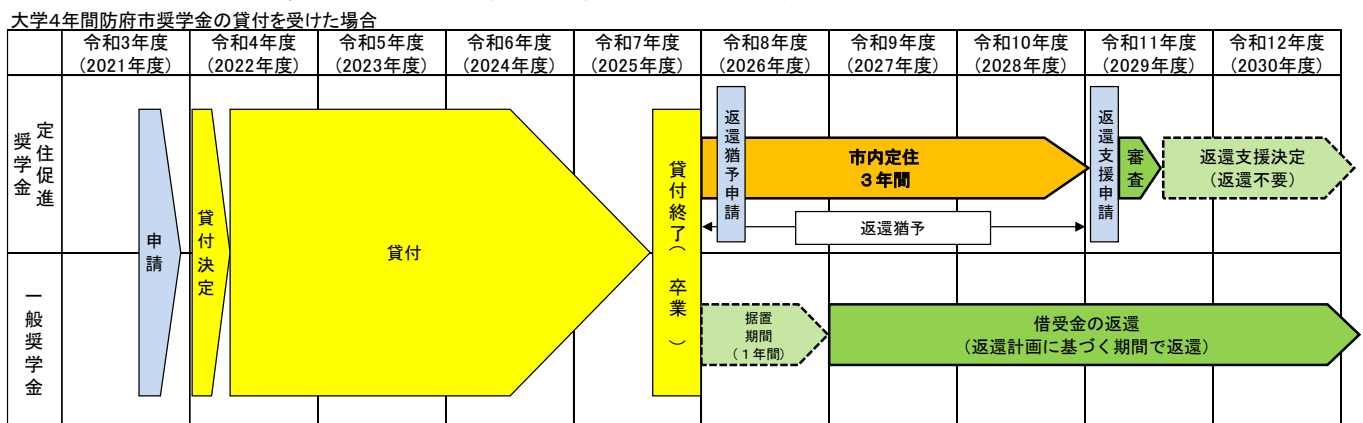 大学4年間防府市奨学金の貸付を受けた場合
令和3年度
(2021年度)
令和4年度
(2022年度)
令和5年度
(2023年度)
令和6年度
(2024年度)
令和7年度
(2025年度)
令和8年度
(2026年度)
令和9年度
(2027年度)
令和10年度
(2028年度)
令和11年度
(2029年度)
令和12年度
(2030年度)
定住促進
奨学金
申請
貸付決定
貸付
貸付終了(卒業)
返還猶予申請
市内定住
3年間
返還猶予
返還支援申請
審査
返還支援決定
(返還不要)
一般奨学金
据置
期間
(1年間)
借受金の返還
(返還計画に基づく期間で返還)